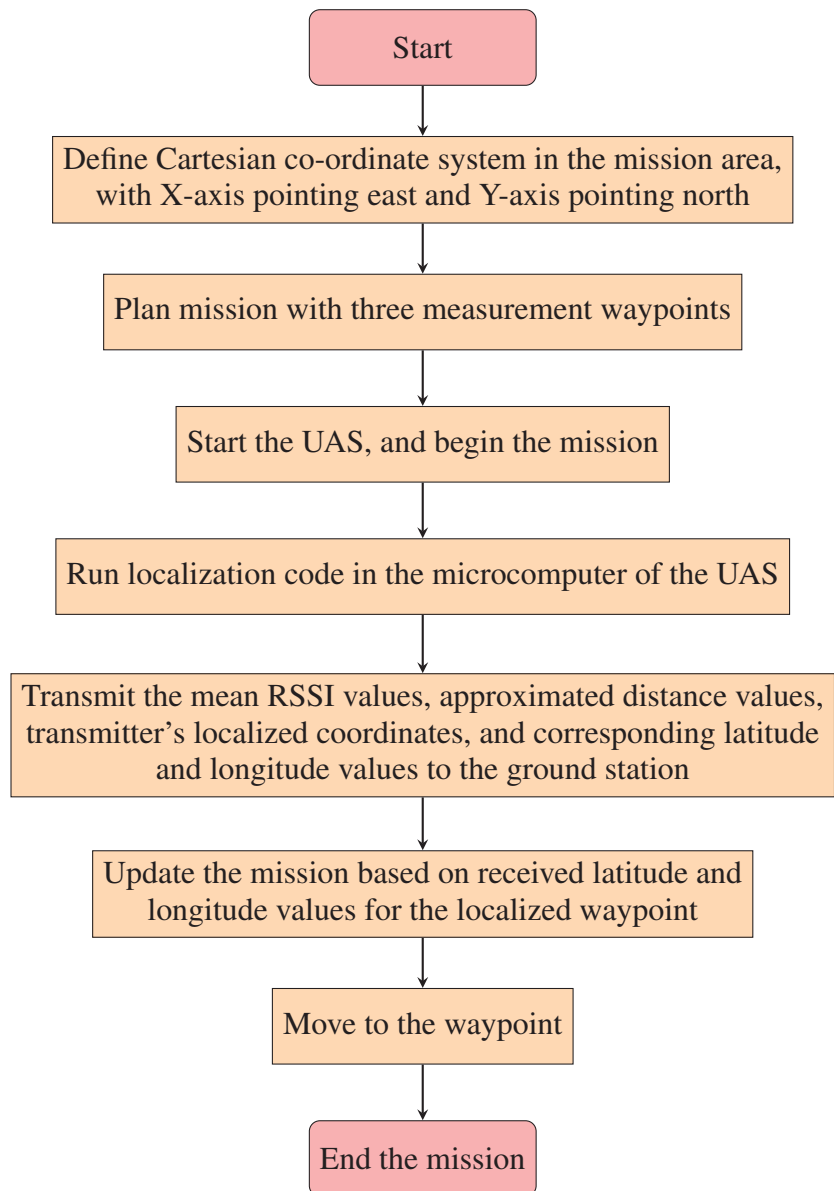 Start
Define Cartesian co-ordinate system in the mission area,
with X-axis pointing east and Y-axis pointing north
Plan mission with three measurement waypoints
Start the UAS, and begin the mission
Run localization code in the microcomputer of the UAS
Transmit the mean RSSI values, approximated distance values,
transmitter's localized coordinates, and corresponding latitude
and longitude values to the ground station
Update the mission based on received latitude and
longitude values for the localized waypoint
Move to the waypoint
End the mission